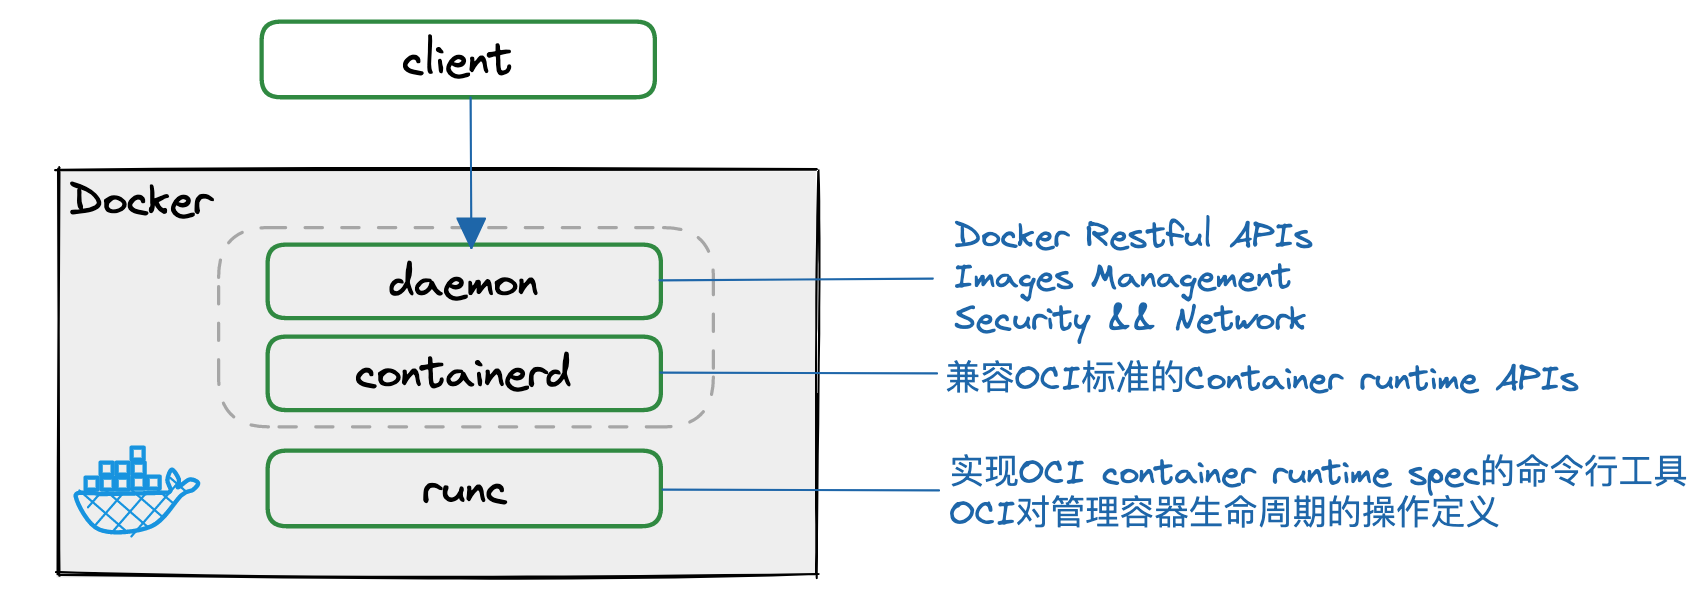 client
Docker
daemon
containerd
runc
Docker Restful APIs
Images Management
Security && Network
兼容OCI标准的Container runtime APIs
实现OCI container runtime spec的命令行工具
OCI对管理容器生命周期的操作定义